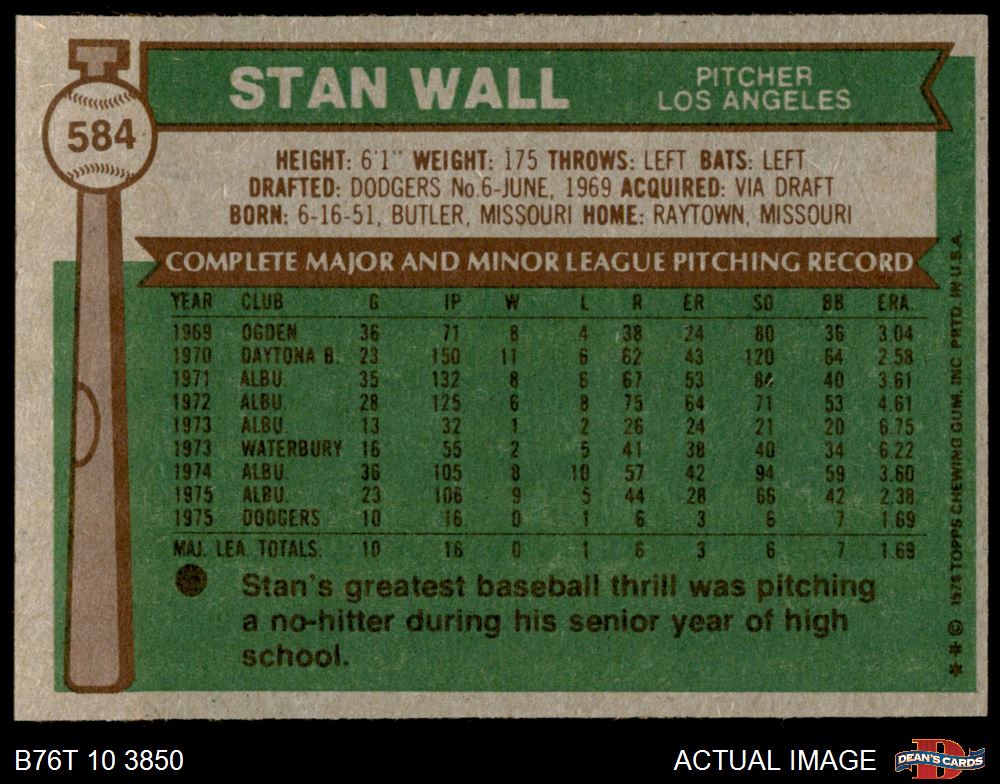 STAN WALL
PITCHER
LOS ANGELES
584
HEIGHT: 6'1" WEIGHT: 175 THROWS: LEFT BATS: LEFT
DRAFTED: DODGERS No.6-JUNE, 1969 ACQUIRED: VIA DRAFT
BORN: 6-16-51, BUTLER, MISSOURI HOME: RAYTOWN, MISSOURI
COMPLETE MAJOR AND MINOR LEAGUE PITCHING RECORD
YEAR CLUB G IP W L R ER SO BB ERA.
1969 OGDEN 36 71 8 4 38 24 80 36 3.04
1970 DAYTONA B. 23 150 11 6 62 43 120 64 2.58
1971 ALBU. 35 132 8 6 67 53 84 40 3.61
1972 ALBU. 28 125 6 8 75 64 71 53 4.61
1973 ALBU. 13 32 1 2 26 24 21 20 6.75
1973 WATERBURY 16 55 2 5 41 38 40 34 6.22
1974 ALBU. 36 105 8 10 57 42 94 59 3.60
1975 ALBU. 23 106 9 5 44 28 66 42 2.38
1975 DODGERS 10 16 0 1 6 3 6 7 1.69
MAJ. LEA. TOTALS. 10 16 0 1 6 3 6 7 1.69
Stan's greatest baseball thrill was pitching
a no-hitter during his senior year of high
school.
** © 1976 TOPPS CHEWING GUM, INC. PRTD. IN U.S.A.
B76T 10 3850
ACTUAL IMAGE
DEAN'S CARDS